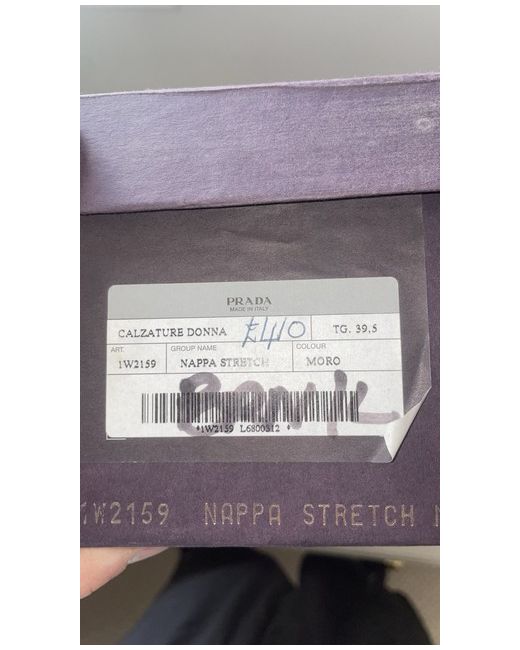 PRADA
MADE IN ITALY
CALZATURE DONNA £410 TG. 39,5
ART. GROUP NAME COLOUR
1W2159 NAPPA STRETCH MORO
*1W2159 L6800312 *
1W2159 NAPPA STRETCH